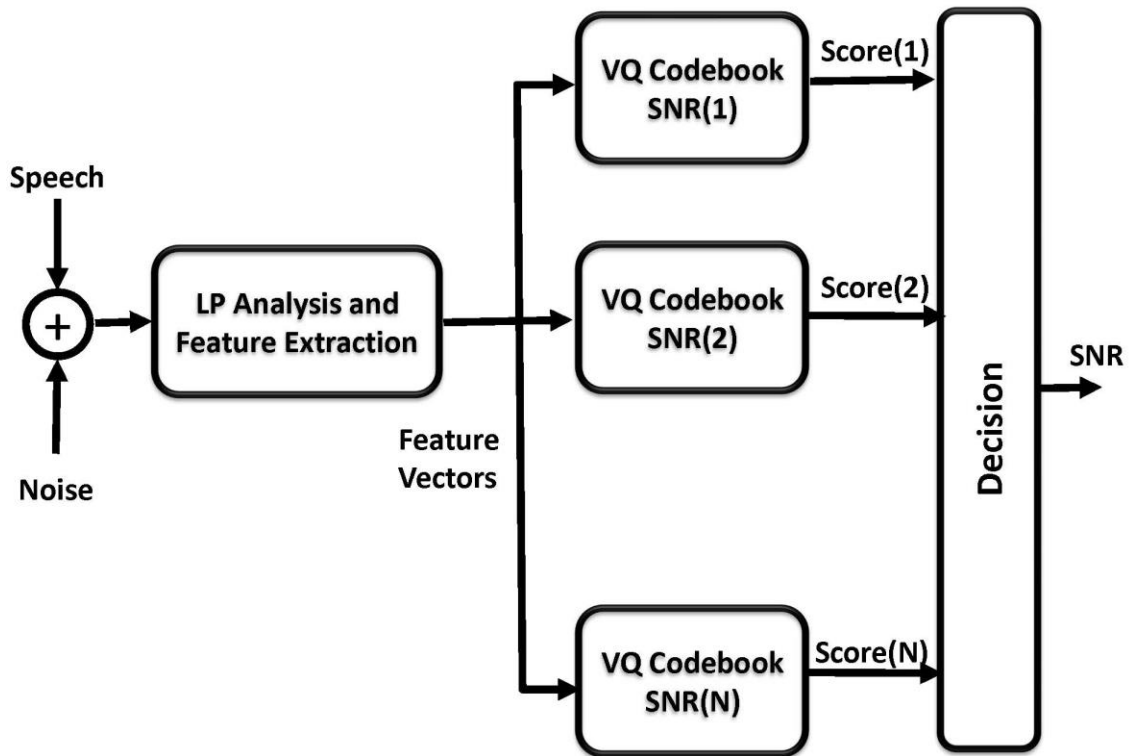 Speech
+
Noise
LP Analysis and
Feature Extraction
Feature
Vectors
VQ Codebook
SNR(1)
Score(1)
VQ Codebook
SNR(2)
Score(2)
VQ Codebook
SNR(N)
Score(N)
Decision
SNR